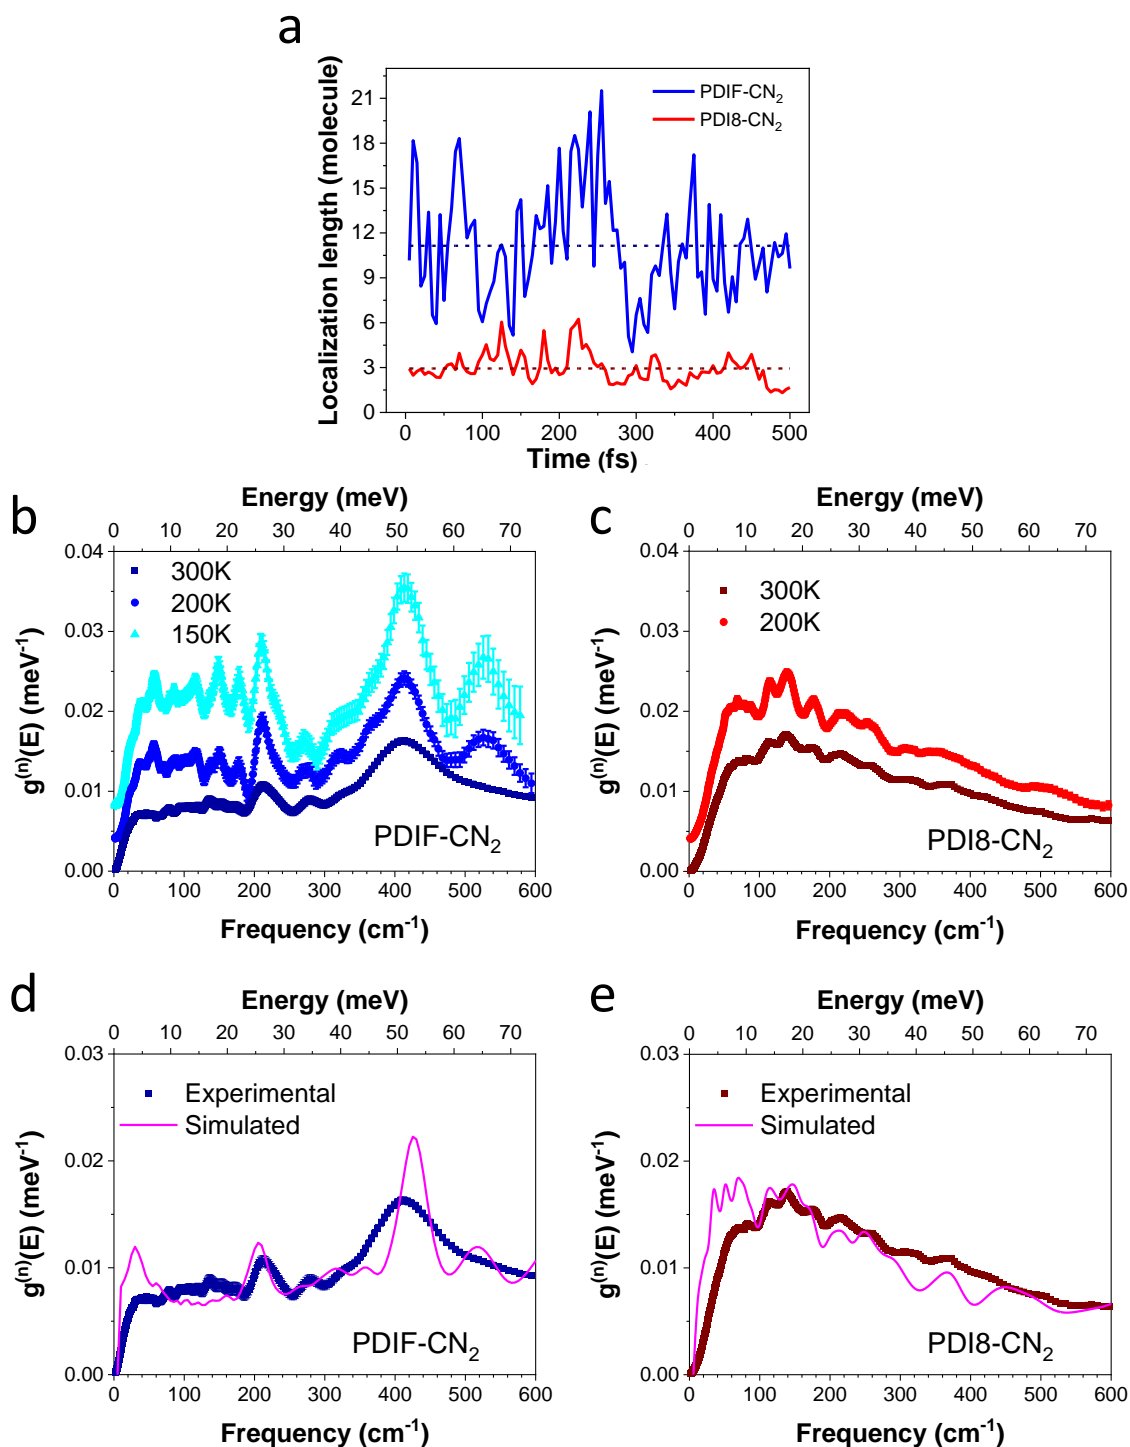 a
Localization length (molecule)
21
18
15
12
9
6
3
0
PDIF-CN₂
PDI8-CN₂
0 100 200 300 400 500
Time (fs)
b
Energy (meV)
0 10 20 30 40 50 60 70
g⁽ⁿ⁾(E) (meV⁻¹)
0.04
0.03
0.02
0.01
0.00
300K
200K
150K
PDIF-CN₂
0 100 200 300 400 500 600
Frequency (cm⁻¹)
c
Energy (meV)
0 10 20 30 40 50 60 70
g⁽ⁿ⁾(E) (meV⁻¹)
0.04
0.03
0.02
0.01
0.00
300K
200K
PDI8-CN₂
0 100 200 300 400 500 600
Frequency (cm⁻¹)
d
Energy (meV)
0 10 20 30 40 50 60 70
g⁽ⁿ⁾(E) (meV⁻¹)
0.03
0.02
0.01
0.00
Experimental
Simulated
PDIF-CN₂
0 100 200 300 400 500 600
Frequency (cm⁻¹)
e
Energy (meV)
0 10 20 30 40 50 60 70
g⁽ⁿ⁾(E) (meV⁻¹)
0.03
0.02
0.01
0.00
Experimental
Simulated
PDI8-CN₂
0 100 200 300 400 500 600
Frequency (cm⁻¹)